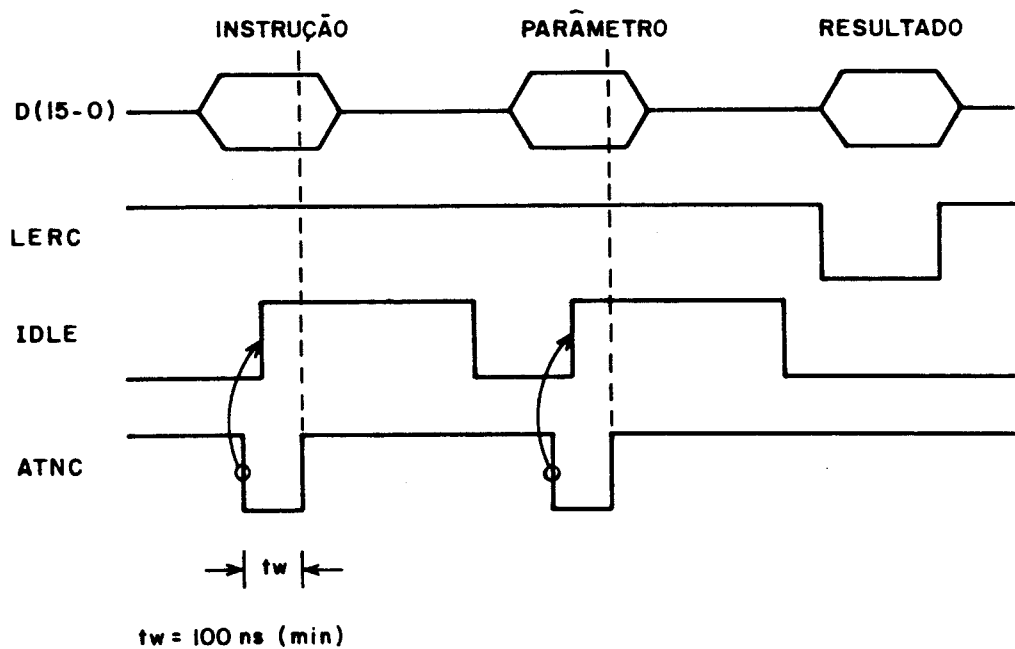 INSTRUÇÃO PARÂMETRO RESULTADO
D(15-0)
LERC
IDLE
ATNC
tw
tw = 100 ns (min)